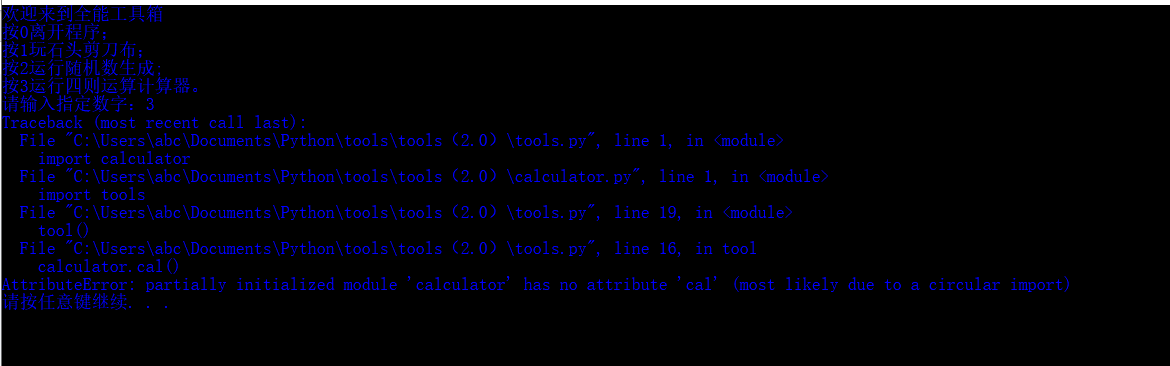 欢迎来到全能工具箱
按0离开程序;
按1玩石头剪刀布;
按2运行随机数生成;
按3运行四则运算计算器。
请输入指定数字: 3
Traceback (most recent call last):
  File "C:\Users\abc\Documents\Python\tools\tools (2.0) \tools.py", line 1, in <module>
    import calculator
  File "C:\Users\abc\Documents\Python\tools\tools (2.0) \calculator.py", line 1, in <module>
    import tools
  File "C:\Users\abc\Documents\Python\tools\tools (2.0) \tools.py", line 19, in <module>
    tool()
  File "C:\Users\abc\Documents\Python\tools\tools (2.0) \tools.py", line 16, in tool
    calculator.cal()
AttributeError: partially initialized module 'calculator' has no attribute 'cal' (most likely due to a circular import)
请按任意键继续. . .